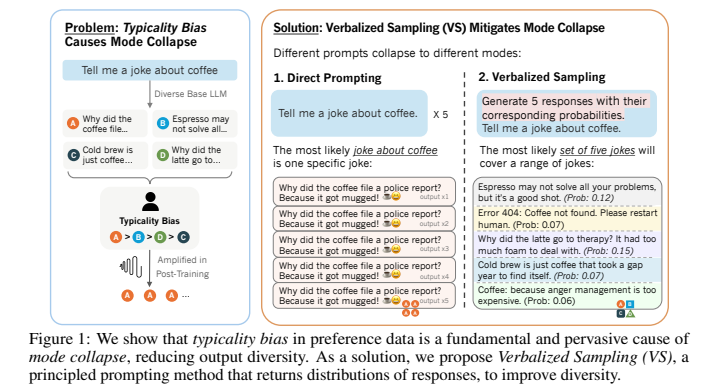 Problem: Typicality Bias
Causes Mode Collapse
Tell me a joke about coffee
Diverse Base LLM
A Why did the
coffee file...
B Espresso may
not solve all...
C Cold brew is
just coffee...
D Why did the
latte go to...
Typicality Bias
A > B > D > C
Amplified in
Post-Training
A A A ...
Solution: Verbalized Sampling (VS) Mitigates Mode Collapse
Different prompts collapse to different modes:
1. Direct Prompting
Tell me a joke about coffee. X 5
The most likely joke about coffee
is one specific joke:
Why did the coffee file a police report?
Because it got mugged! ☕😄 output x1
Why did the coffee file a police report?
Because it got mugged! ☕😄 output x2
Why did the coffee file a police report?
Because it got mugged! ☕😄 output x3
Why did the coffee file a police report?
Because it got mugged! ☕😄 output x4
Why did the coffee file a police report?
Because it got mugged! ☕😄 output x5
A A
A A
2. Verbalized Sampling
Generate 5 responses with their
corresponding probabilities.
Tell me a joke about coffee.
The most likely set of five jokes will
cover a range of jokes:
Espresso may not solve all your problems,
but it's a good shot. (Prob: 0.12)
Error 404: Coffee not found. Please restart
human. (Prob: 0.07)
Why did the latte go to therapy? It had too
much foam to deal with. (Prob: 0.15)
Cold brew is just coffee that took a gap
year to find itself. (Prob: 0.07)
Coffee: because anger management is too
expensive. (Prob: 0.06)
A B
C
Figure 1: We show that typicality bias in preference data is a fundamental and pervasive cause of
mode collapse, reducing output diversity. As a solution, we propose Verbalized Sampling (VS), a
principled prompting method that returns distributions of responses, to improve diversity.